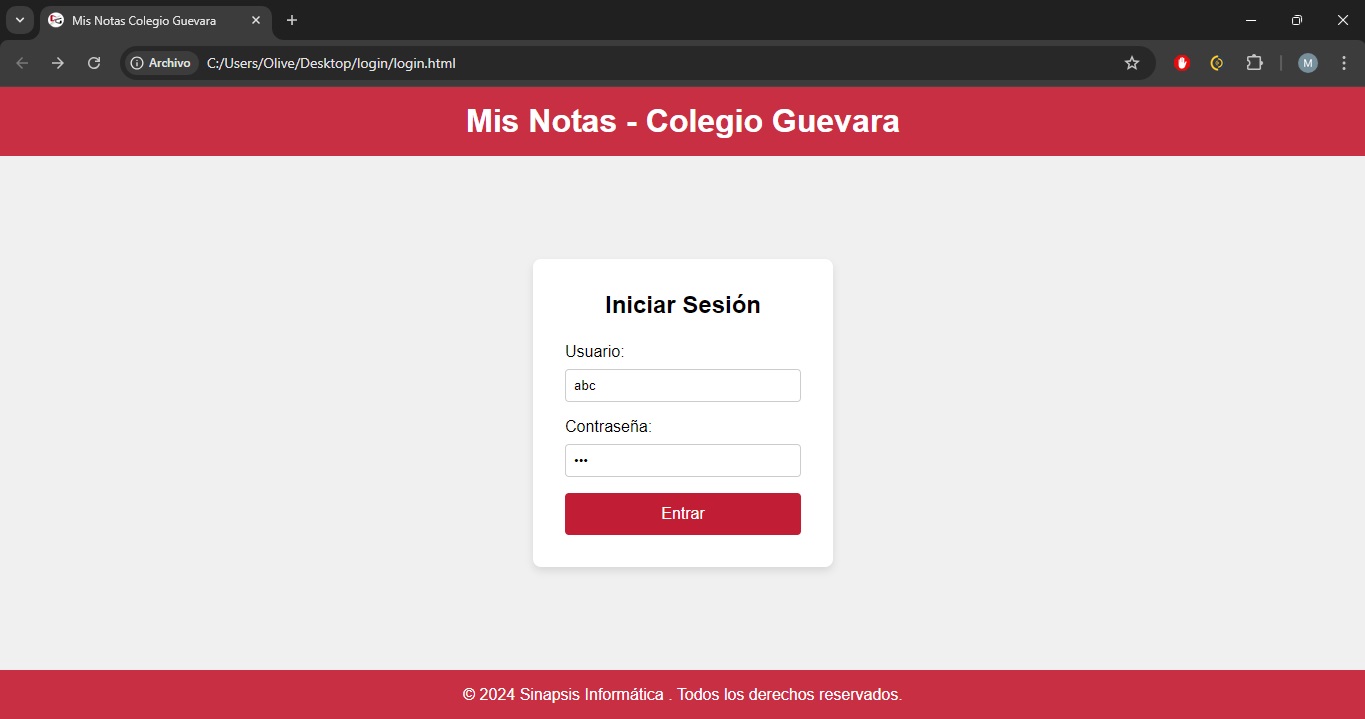 Mis Notas Colegio Guevara
Archivo C:/Users/Olive/Desktop/login/login.html M
Mis Notas - Colegio Guevara
Iniciar Sesión
Usuario:
abc
Contraseña:
•••
Entrar
© 2024 Sinapsis Informática . Todos los derechos reservados.